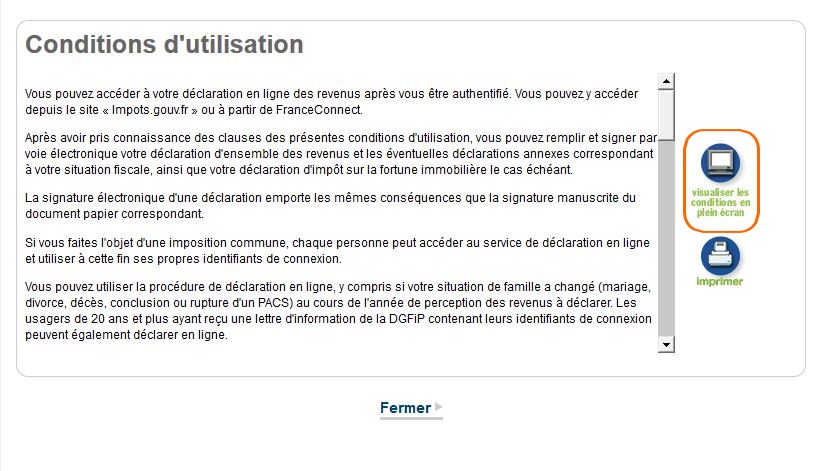 Conditions d'utilisation
Vous pouvez accéder à votre déclaration en ligne des revenus après vous être authentifié. Vous pouvez y accéder
depuis le site « Impots.gouv.fr » ou à partir de FranceConnect.
Après avoir pris connaissance des clauses des présentes conditions d'utilisation, vous pouvez remplir et signer par
voie électronique votre déclaration d'ensemble des revenus et les éventuelles déclarations annexes correspondant
à votre situation fiscale, ainsi que votre déclaration d'impôt sur la fortune immobilière le cas échéant.
La signature électronique d'une déclaration emporte les mêmes conséquences que la signature manuscrite du
document papier correspondant.
Si vous faites l'objet d'une imposition commune, chaque personne peut accéder au service de déclaration en ligne
et utiliser à cette fin ses propres identifiants de connexion.
Vous pouvez utiliser la procédure de déclaration en ligne, y compris si votre situation de famille a changé (mariage,
divorce, décès, conclusion ou rupture d'un PACS) au cours de l'année de perception des revenus à déclarer. Les
usagers de 20 ans et plus ayant reçu une lettre d'information de la DGFiP contenant leurs identifiants de connexion
peuvent également déclarer en ligne.
visualiser les
conditions en
plein écran
imprimer
Fermer